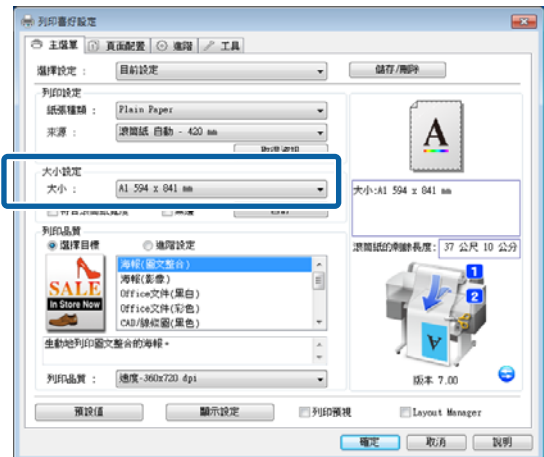 列印喜好設定
主選單 頁面配置 進階 工具
選擇設定： 目前設定 儲存/刪除
列印設定
紙張種類： Plain Paper
來源： 滾筒紙 自動 - 420 mm
大小設定
大小： A1 594 x 841 mm
大小:A1 594 x 841 mm
列印品質
選擇目標 進階設定
滾筒紙的剩餘長度: 37 公尺 10 公分
海報(圖文整合)
海報(影像)
Office文件(黑白)
Office文件(彩色)
CAD/線條圖(黑色)
SALE
In Store Now
A
1
2
A
生動地列印圖文整合的海報。
列印品質： 速度-360x720 dpi
版本 7.00
預設值 顯示設定 列印預視 Layout Manager
確定 取消 說明